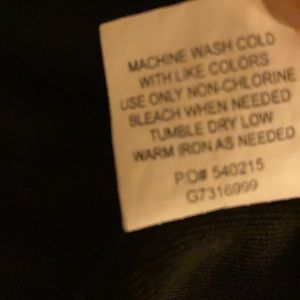 MACHINE WASH COLD
WITH LIKE COLORS
USE ONLY NON-CHLORINE
BLEACH WHEN NEEDED
TUMBLE DRY LOW
WARM IRON AS NEEDED
PO# 540215
G7316999